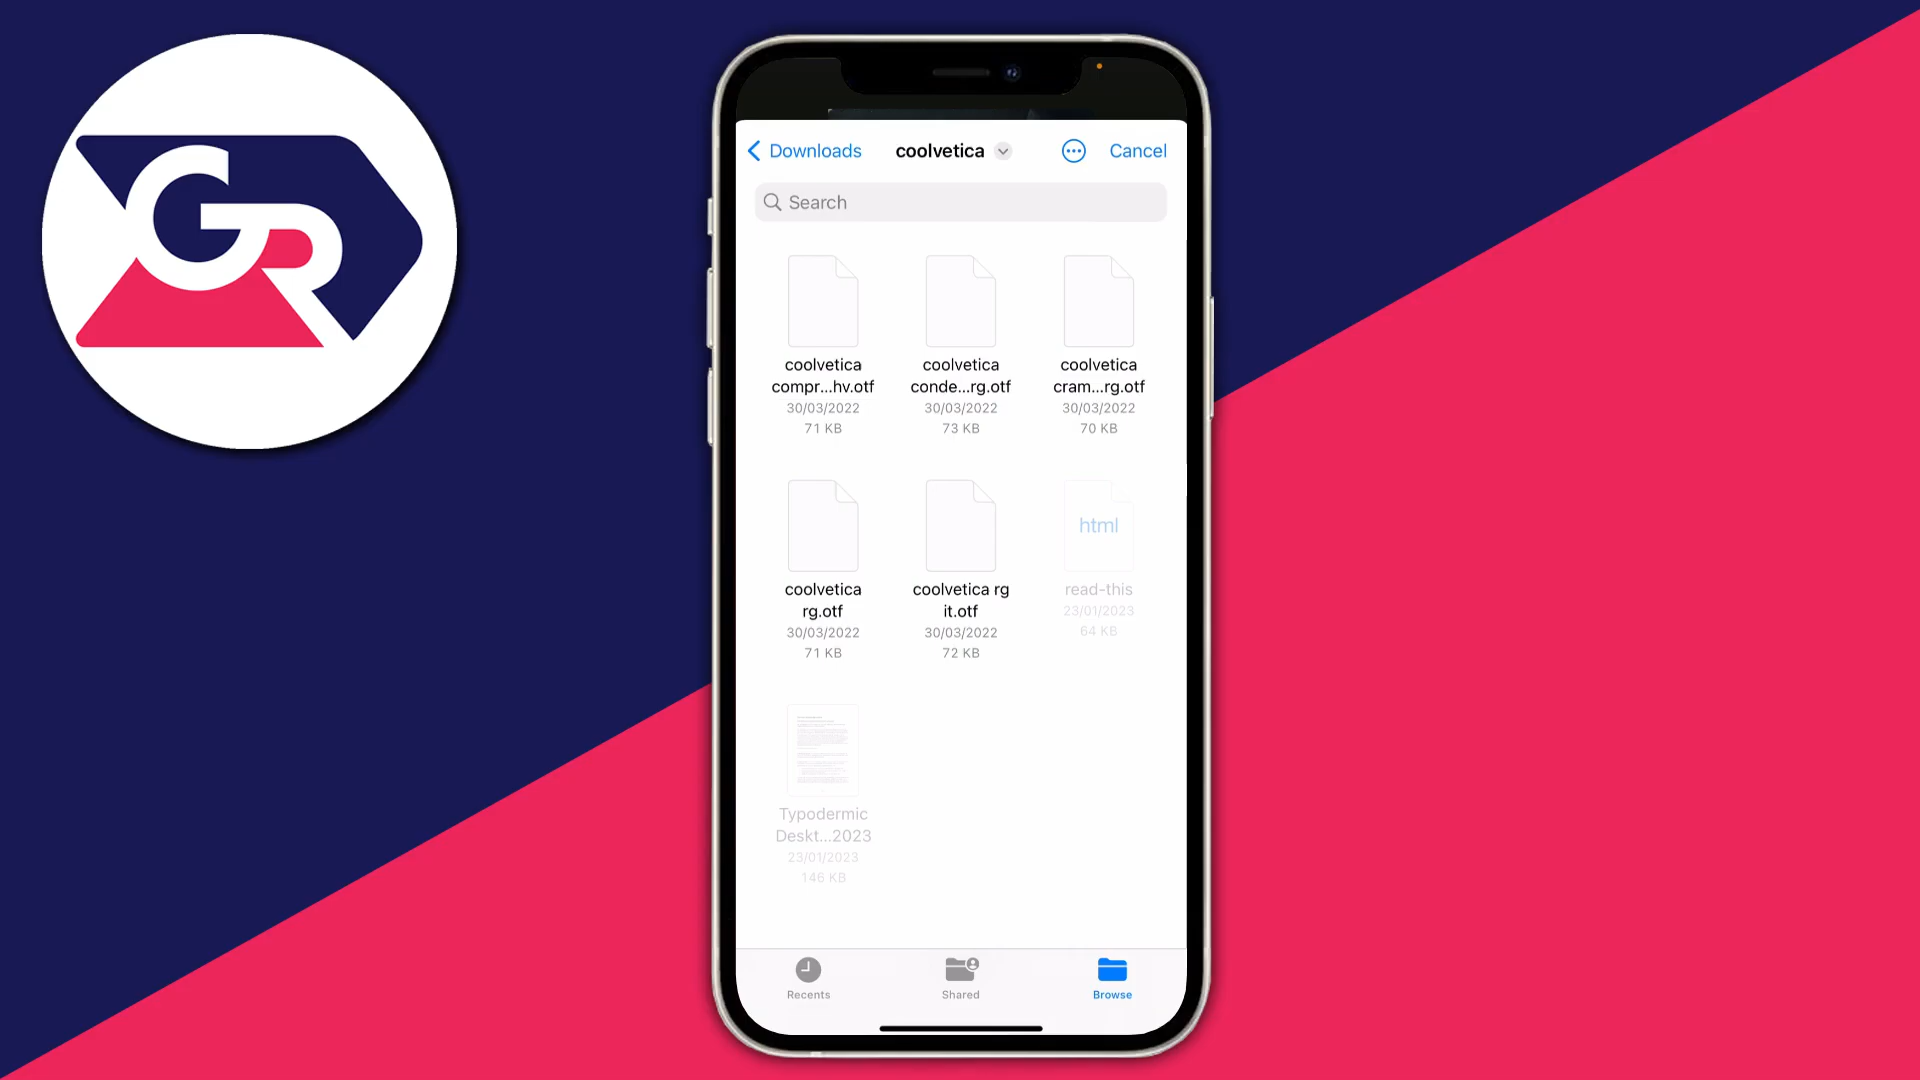 GR
Downloads coolvetica Cancel
Search
coolvetica compr...hv.otf
30/03/2022
71 KB
coolvetica conde...rg.otf
30/03/2022
73 KB
coolvetica cram...rg.otf
30/03/2022
70 KB
coolvetica rg.otf
30/03/2022
71 KB
coolvetica rg it.otf
30/03/2022
72 KB
html
read-this
23/01/2023
64 KB
Typodermic Deskt...2023
23/01/2023
146 KB
Recents Shared Browse